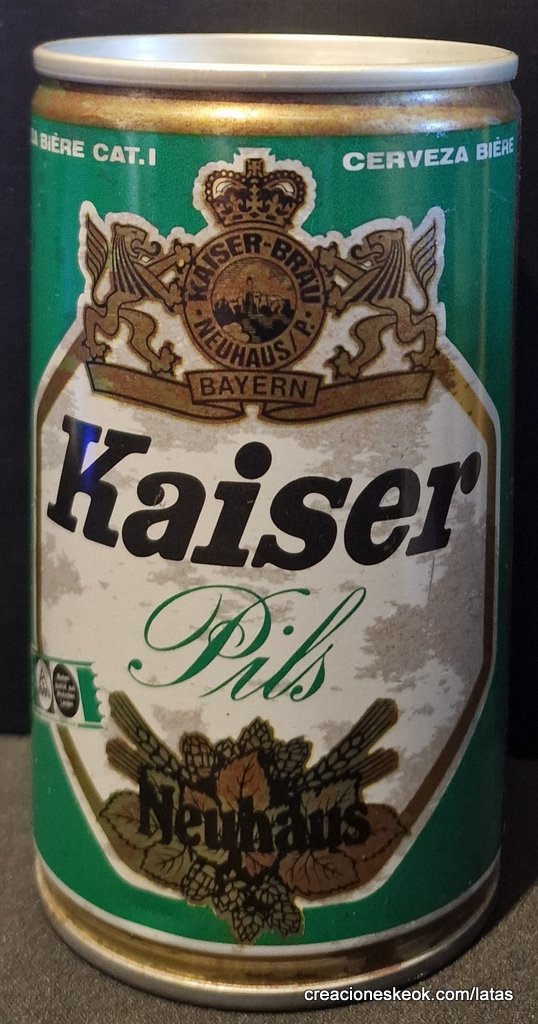 BIÈRE CAT.I
CERVEZA BIÈRE
KAISER-BRÄU
NEUHAUS/P.
BAYERN
Kaiser
Pils
Neuhaus
creacioneskeok.com/latas